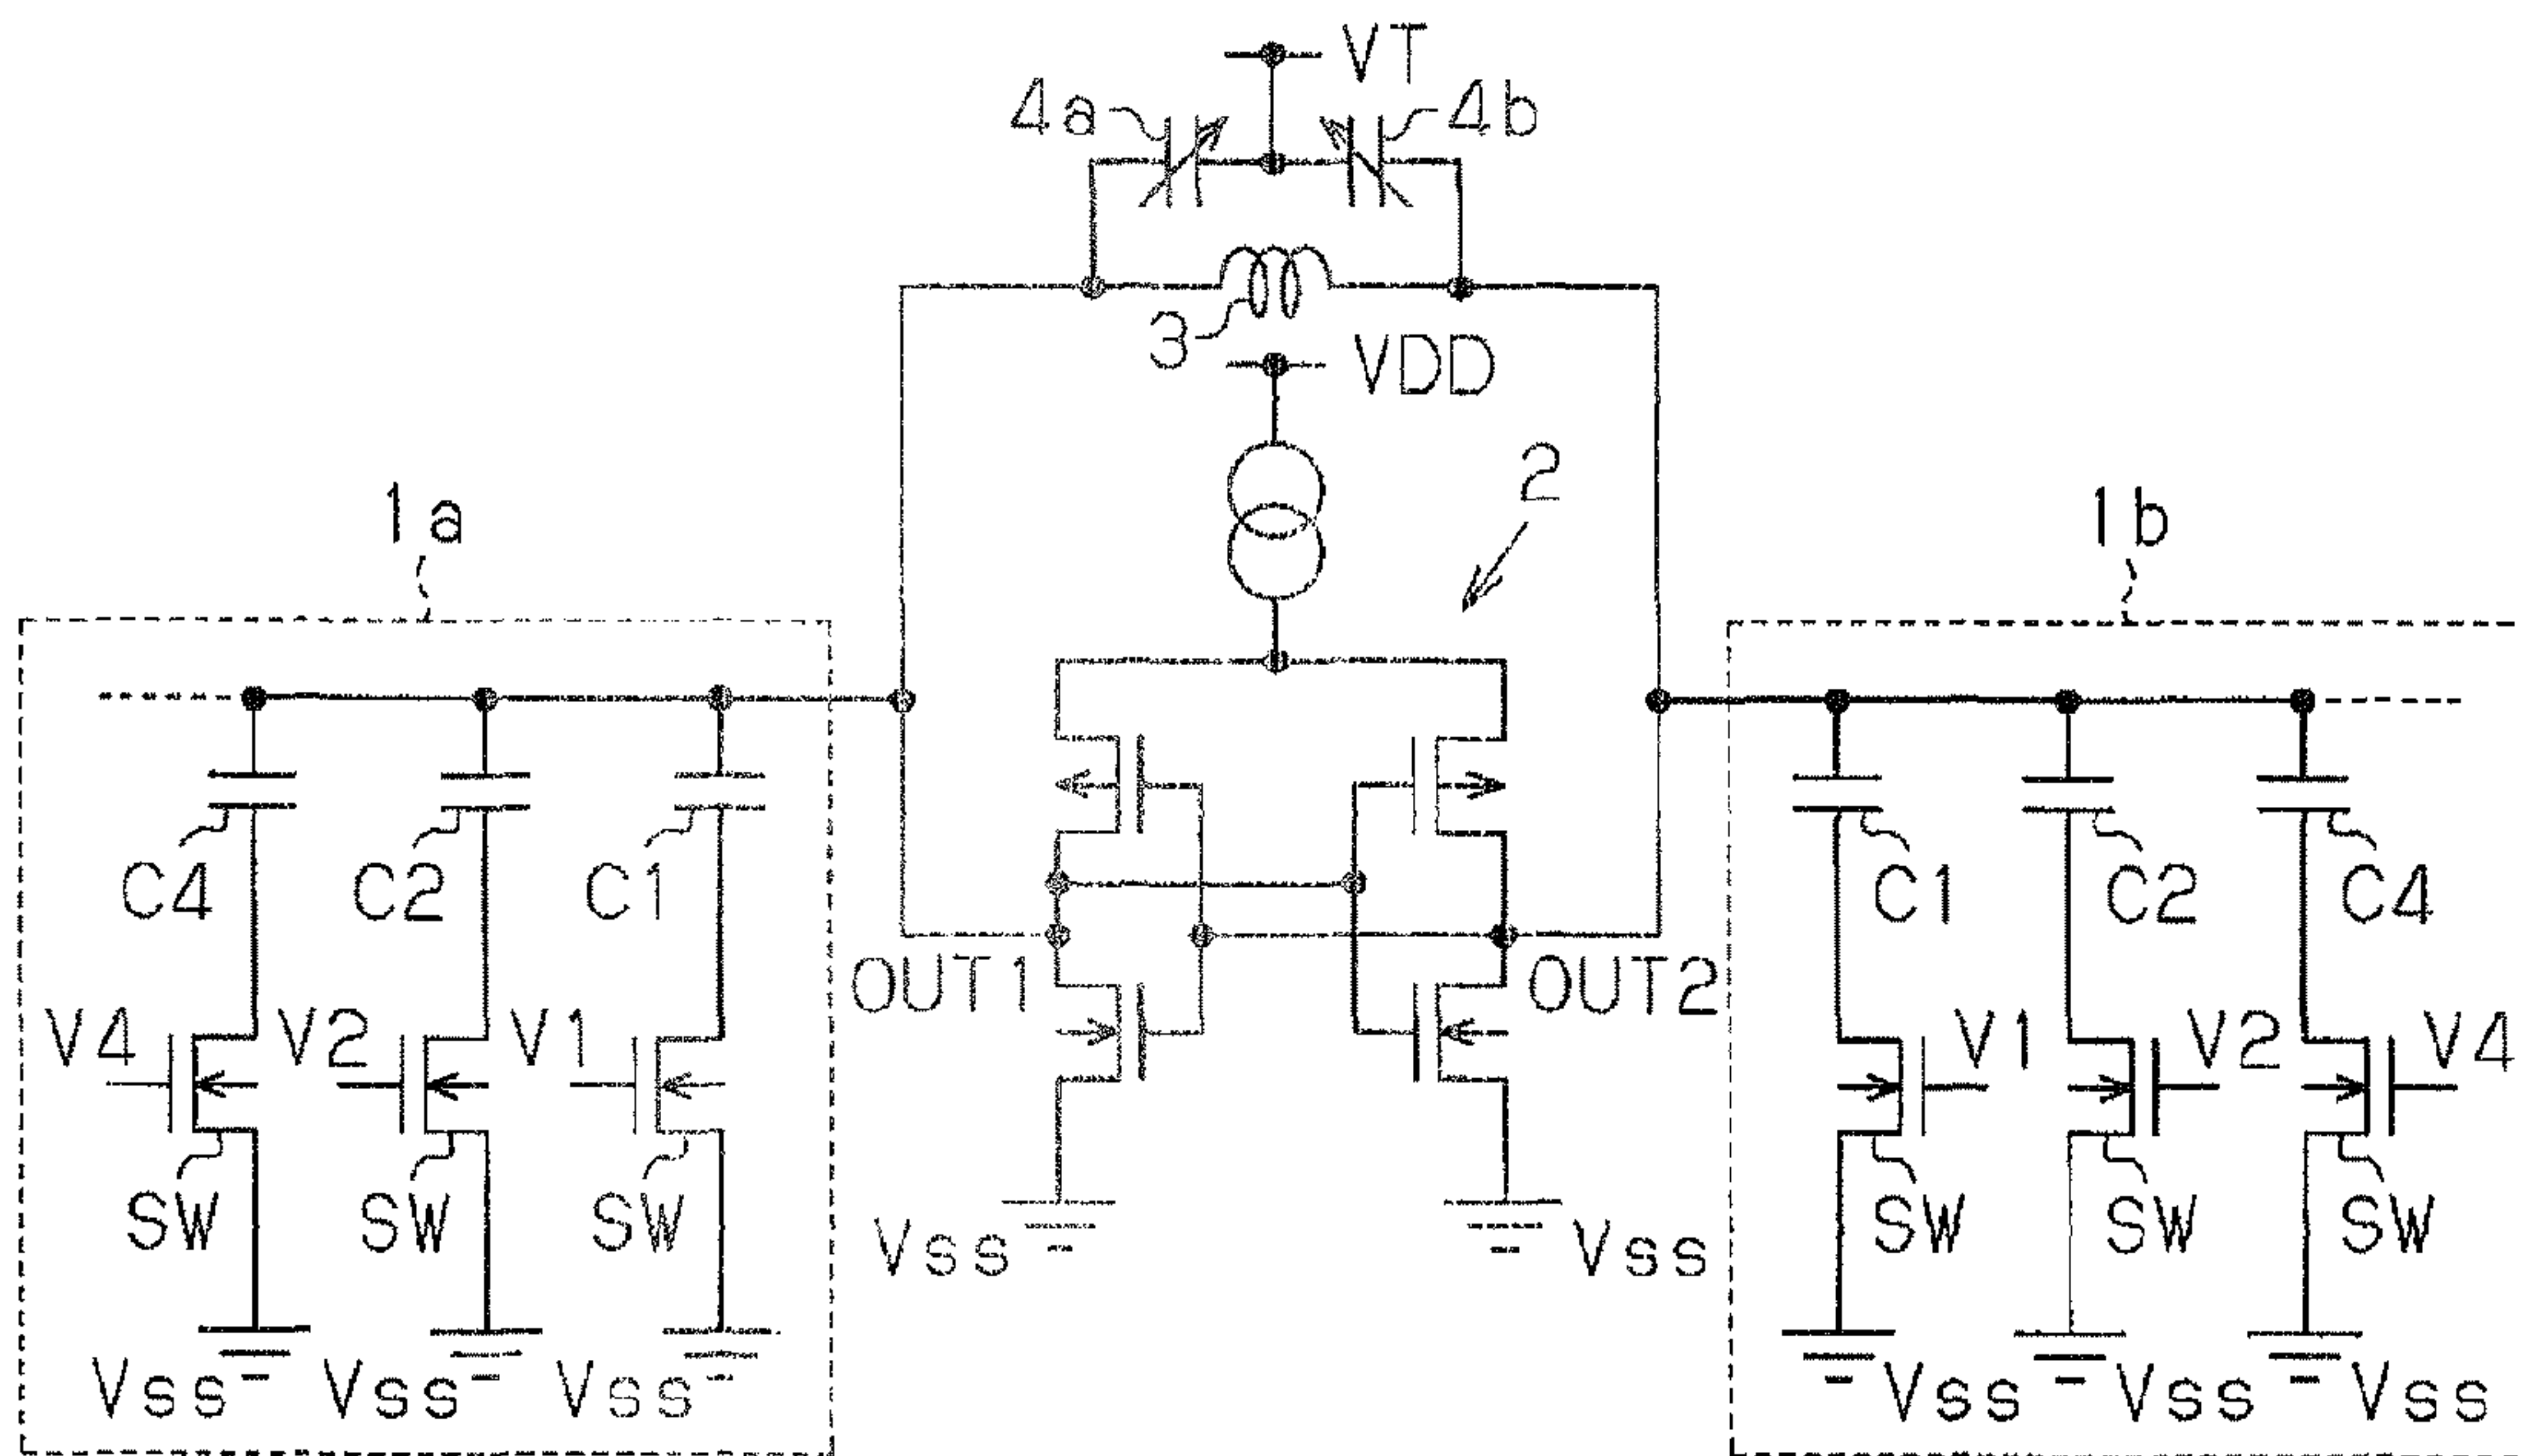 VT
4a 4b
3
VDD
2
1a 1b
C4 C2 C1 C1 C2 C4
OUT1 OUT2
V4 V2 V1 V1 V2 V4
SW SW SW SW SW SW
Vss Vss
Vss Vss Vss Vss Vss Vss